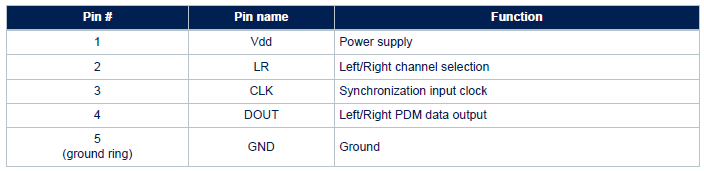 Pin # Pin name Function
1 Vdd Power supply
2 LR Left/Right channel selection
3 CLK Synchronization input clock
4 DOUT Left/Right PDM data output
5
(ground ring) GND Ground